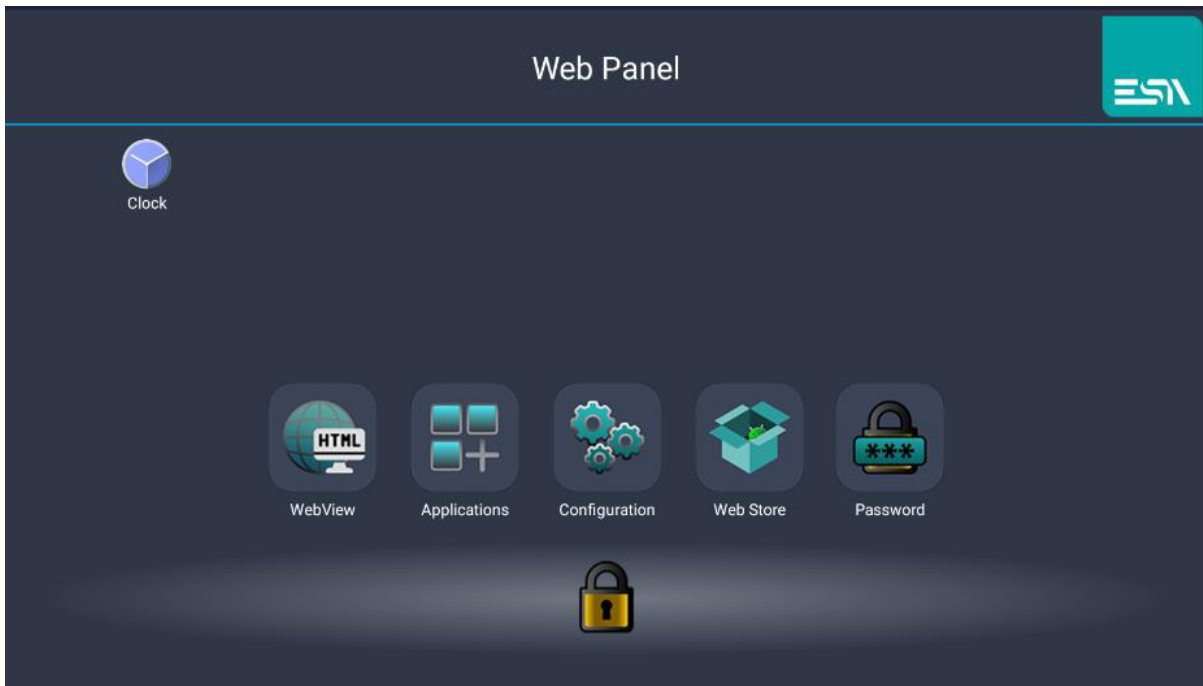 Web Panel
ESA
Clock
HTML
***
WebView
Applications
Configuration
Web Store
Password